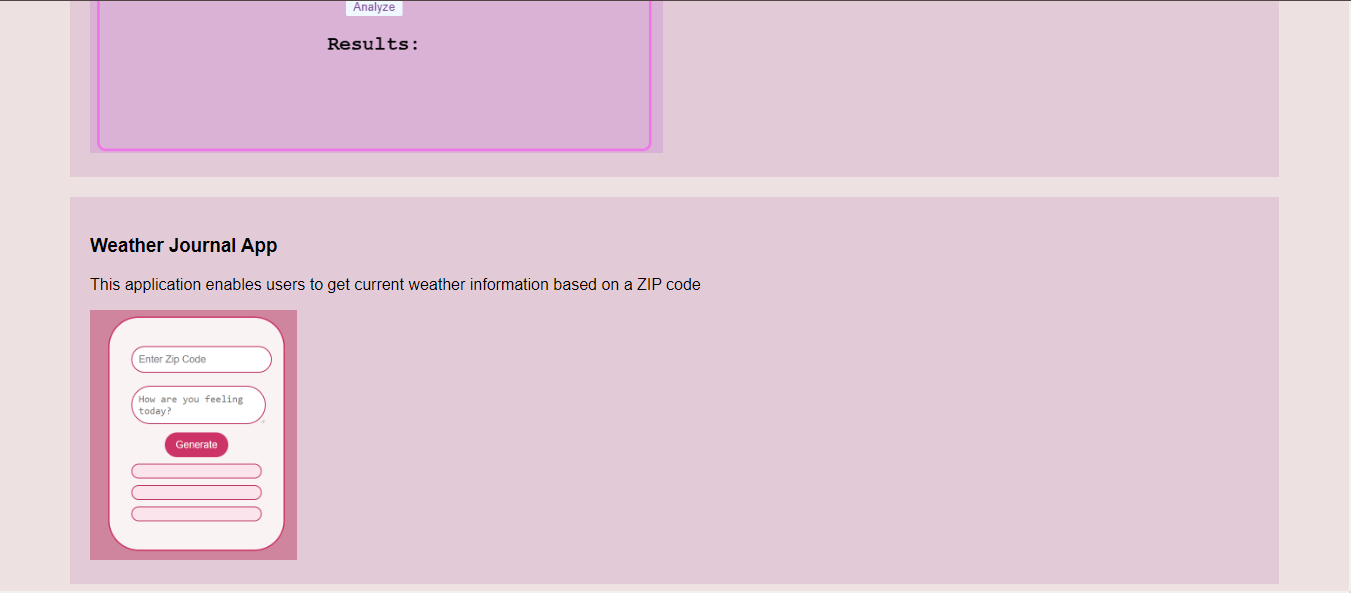 Analyze
Results:
Weather Journal App
This application enables users to get current weather information based on a ZIP code
Enter Zip Code
How are you feeling
today?
Generate